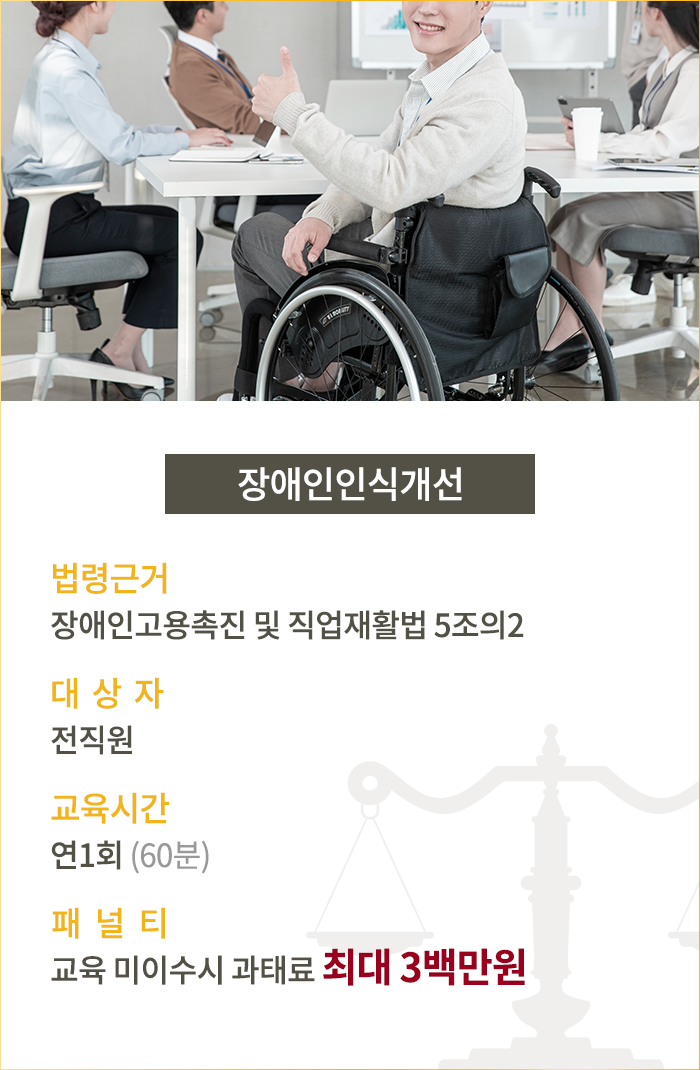 장애인인식개선
법령근거
장애인고용촉진 및 직업재활법 5조의2
대 상 자
전직원
교육시간
연1회 (60분)
패 널 티
교육 미이수시 과태료 최대 3백만원